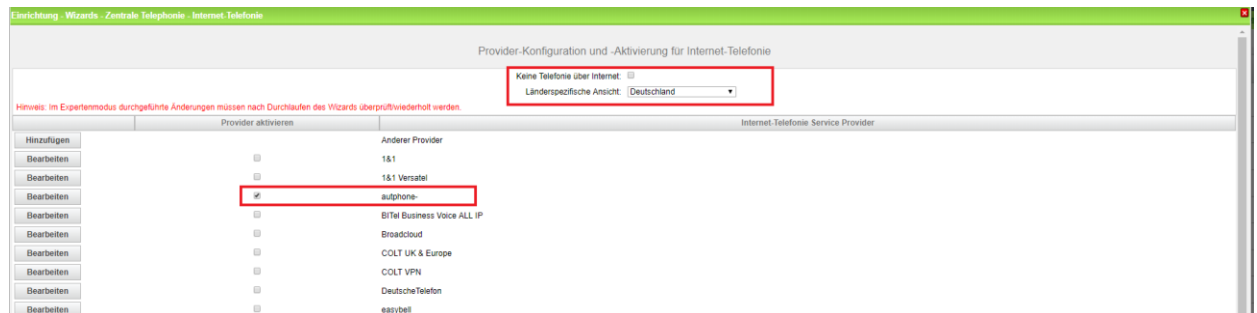 Einrichtung - Wizards - Zentrale Telephonie - Internet-Telefonie
Provider-Konfiguration und -Aktivierung für Internet-Telefonie
Keine Telefonie über Internet:
Länderspezifische Ansicht: Deutschland
Hinweis: Im Expertenmodus durchgeführte Änderungen müssen nach Durchlaufen des Wizards überprüft/wiederholt werden.
Provider aktivieren Internet-Telefonie Service Provider
Hinzufügen Anderer Provider
Bearbeiten 1&1
Bearbeiten 1&1 Versatel
Bearbeiten autphone-
Bearbeiten BITel Business Voice ALL IP
Bearbeiten Broadcloud
Bearbeiten COLT UK & Europe
Bearbeiten COLT VPN
Bearbeiten DeutscheTelefon
Bearbeiten easybell